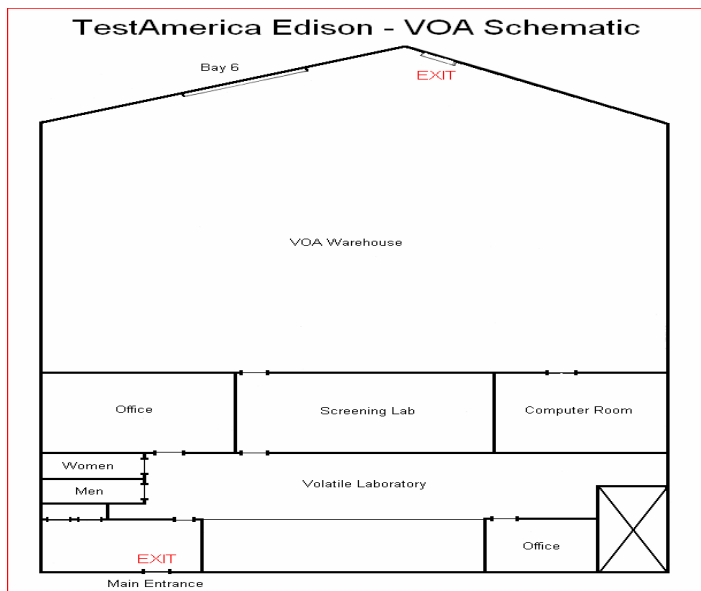 TestAmerica Edison - VOA Schematic
Bay 6
EXIT
VOA Warehouse
Office
Screening Lab
Computer Room
Women
Volatile Laboratory
Men
Office
EXIT
Main Entrance